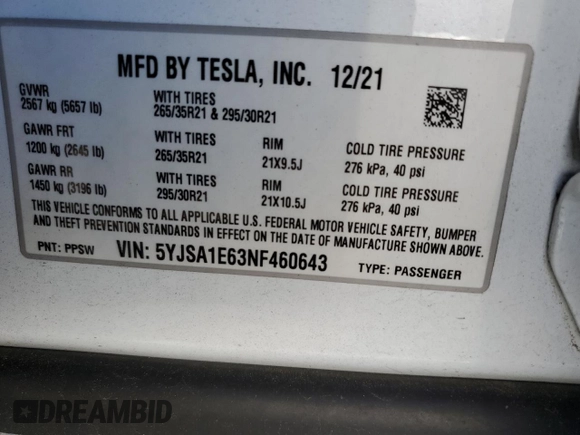 MFD BY TESLA, INC. 12/21
GVWR
2567 kg (5657 lb)
WITH TIRES
265/35R21 & 295/30R21
GAWR FRT
1200 kg (2645 lb)
WITH TIRES
265/35R21
RIM
21X9.5J
COLD TIRE PRESSURE
276 kPa, 40 psi
GAWR RR
1450 kg (3196 lb)
WITH TIRES
295/30R21
RIM
21X10.5J
COLD TIRE PRESSURE
276 kPa, 40 psi
THIS VEHICLE CONFORMS TO ALL APPLICABLE U.S. FEDERAL MOTOR VEHICLE SAFETY, BUMPER
AND THEFT PREVENTION STANDARDS IN EFFECT ON THE DATE OF MANUFACTURE SHOWN ABOVE.
PNT: PPSW VIN: 5YJSA1E63NF460643 TYPE: PASSENGER
DREAMBID